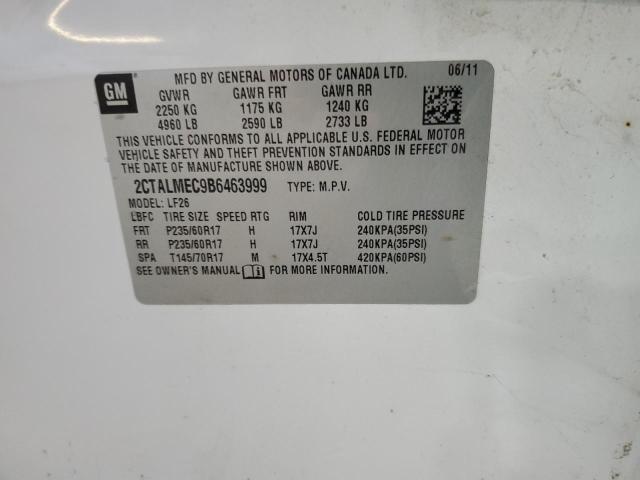 GM
MFD BY GENERAL MOTORS OF CANADA LTD. 06/11
GVWR GAWR FRT GAWR RR
2250 KG 1175 KG 1240 KG
4960 LB 2590 LB 2733 LB
THIS VEHICLE CONFORMS TO ALL APPLICABLE U.S. FEDERAL MOTOR
VEHICLE SAFETY AND THEFT PREVENTION STANDARDS IN EFFECT ON
THE DATE OF MANUFACTURE SHOWN ABOVE.
2CTALMEC9B6463999 TYPE: M.P.V.
MODEL: LF26
LBFC TIRE SIZE SPEED RTG RIM COLD TIRE PRESSURE
FRT P235/60R17 H 17X7J 240KPA(35PSI)
RR P235/60R17 H 17X7J 240KPA(35PSI)
SPA T145/70R17 M 17X4.5T 420KPA(60PSI)
SEE OWNER'S MANUAL FOR MORE INFORMATION.